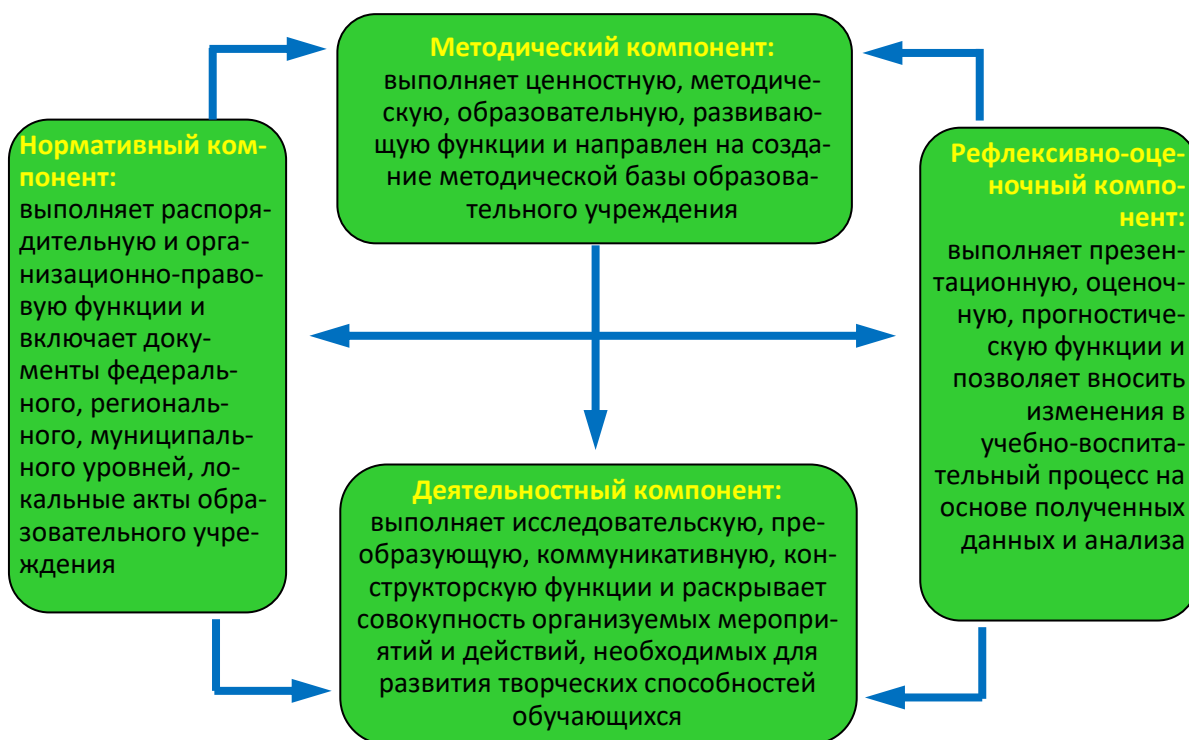 Методический компонент:
выполняет ценностную, методиче-
скую, образовательную, развиваю-
щую функции и направлен на созда-
ние методической базы образова-
тельного учреждения
Нормативный ком-
понент:
выполняет распоря-
дительную и орга-
низационно-право-
вую функции и
включает доку-
менты федераль-
ного, региональ-
ного, муниципаль-
ного уровней, ло-
кальные акты обра-
зовательного учре-
ждения
Рефлексивно-оце-
ночный компо-
нент:
выполняет презен-
тационную, оценоч-
ную, прогностиче-
скую функции и
позволяет вносить
изменения в
учебно-воспита-
тельный процесс на
основе полученных
данных и анализа
Деятельностный компонент:
выполняет исследовательскую, пре-
образующую, коммуникативную, кон-
структорскую функции и раскрывает
совокупность организуемых меропри-
ятий и действий, необходимых для
развития творческих способностей
обучающихся